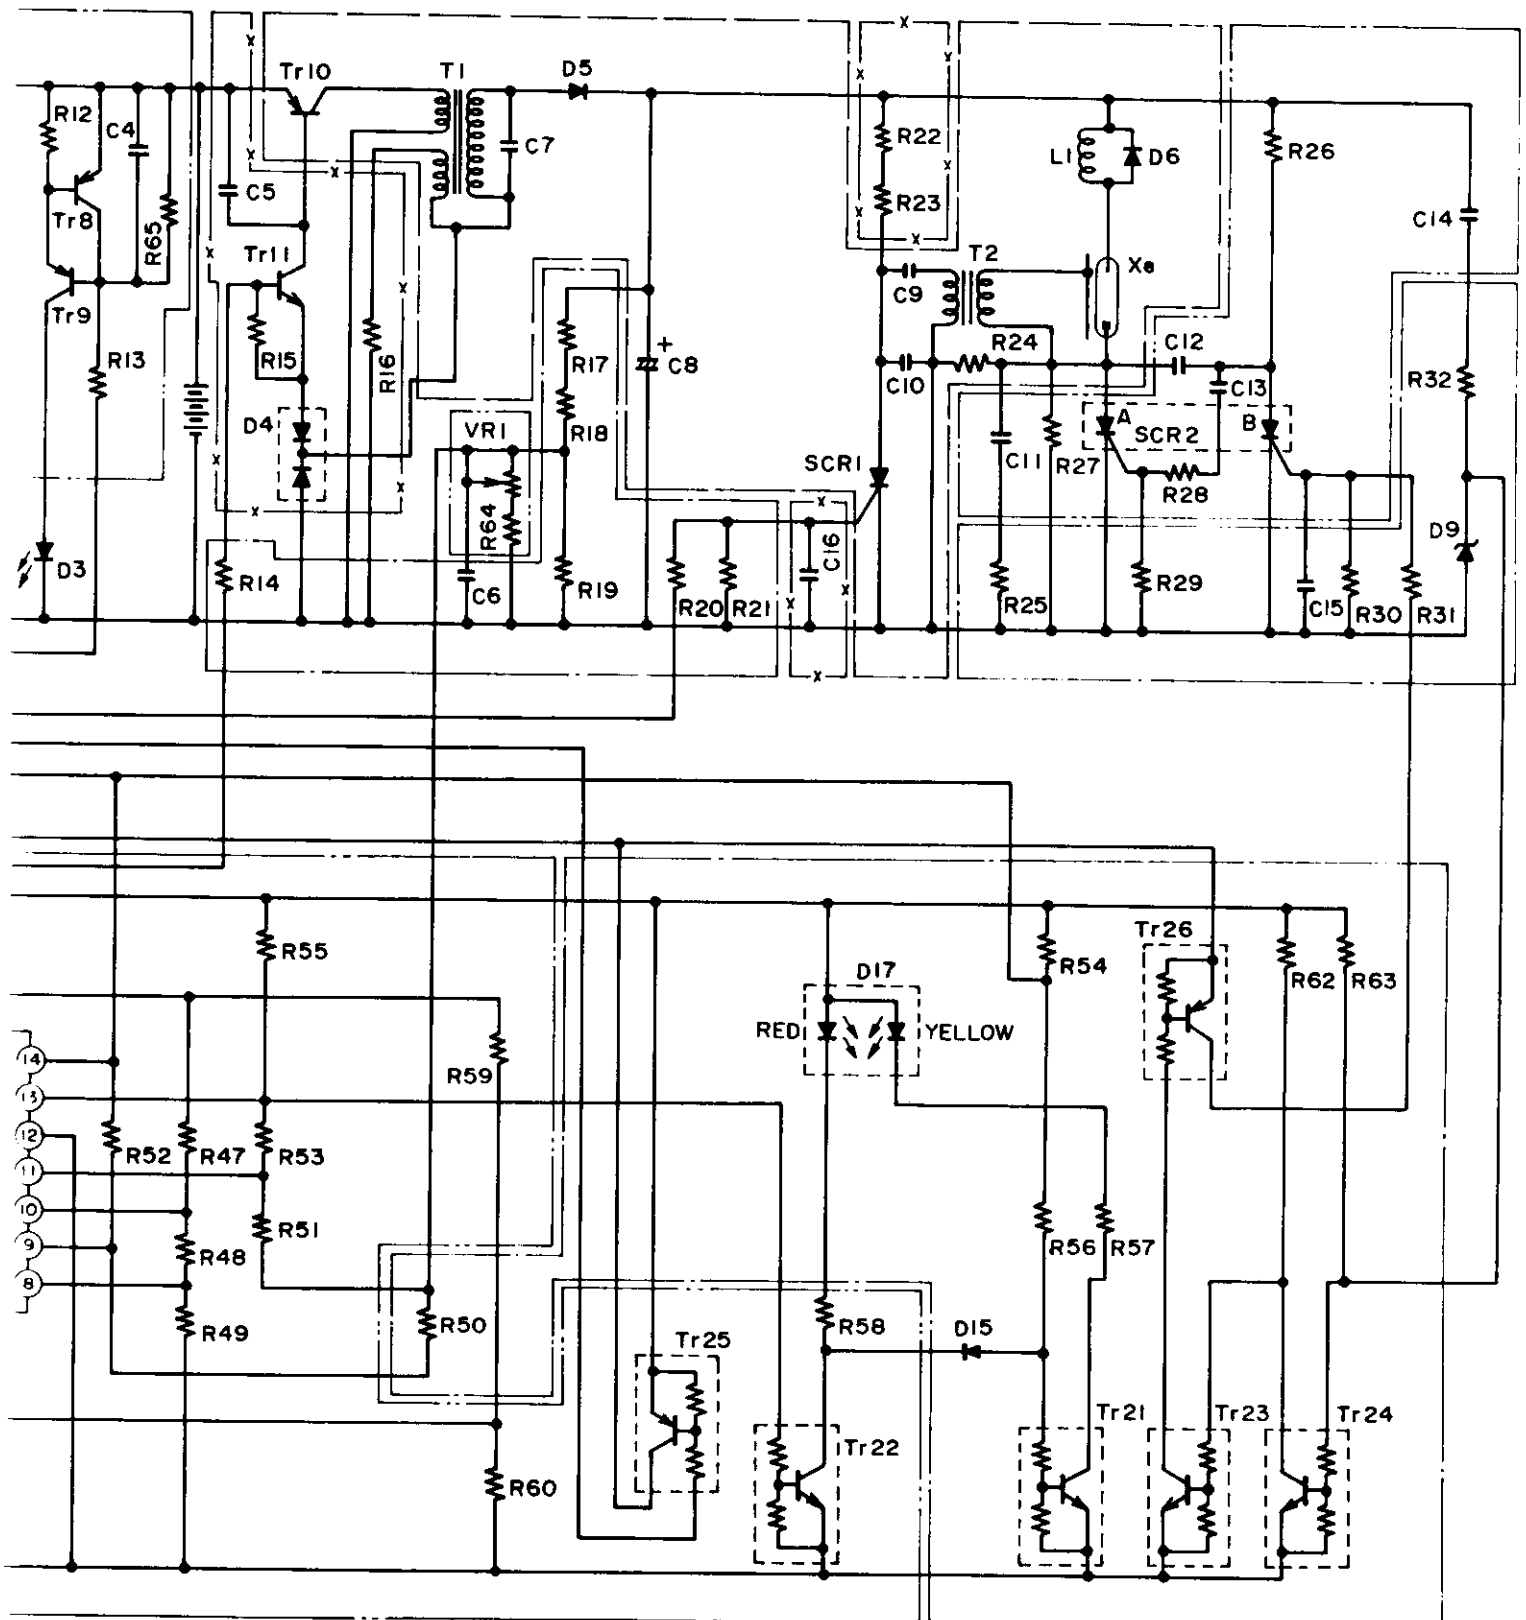 Tr10
T1
D5
R12
C4
C7
R22
L1
D6
R26
C5
R23
C14
Tr8
R65
Tr11
T2
Xe
C9
Tr9
R13
R15
R16
R17
+
C8
R24
C12
C10
C13
R32
D4
VR1
R18
A
SCR2
B
SCR1
C11
R27
R28
R64
C16
D9
D3
R14
C6
R19
R20
R21
R25
R29
C15
R30
R31
R55
R54
Tr26
D17
R62
R63
RED
YELLOW
14
R59
13
12
R52
R47
R53
11
10
R51
9
R48
R56
R57
8
R49
R50
R58
D15
Tr25
Tr22
Tr21
Tr23
Tr24
R60